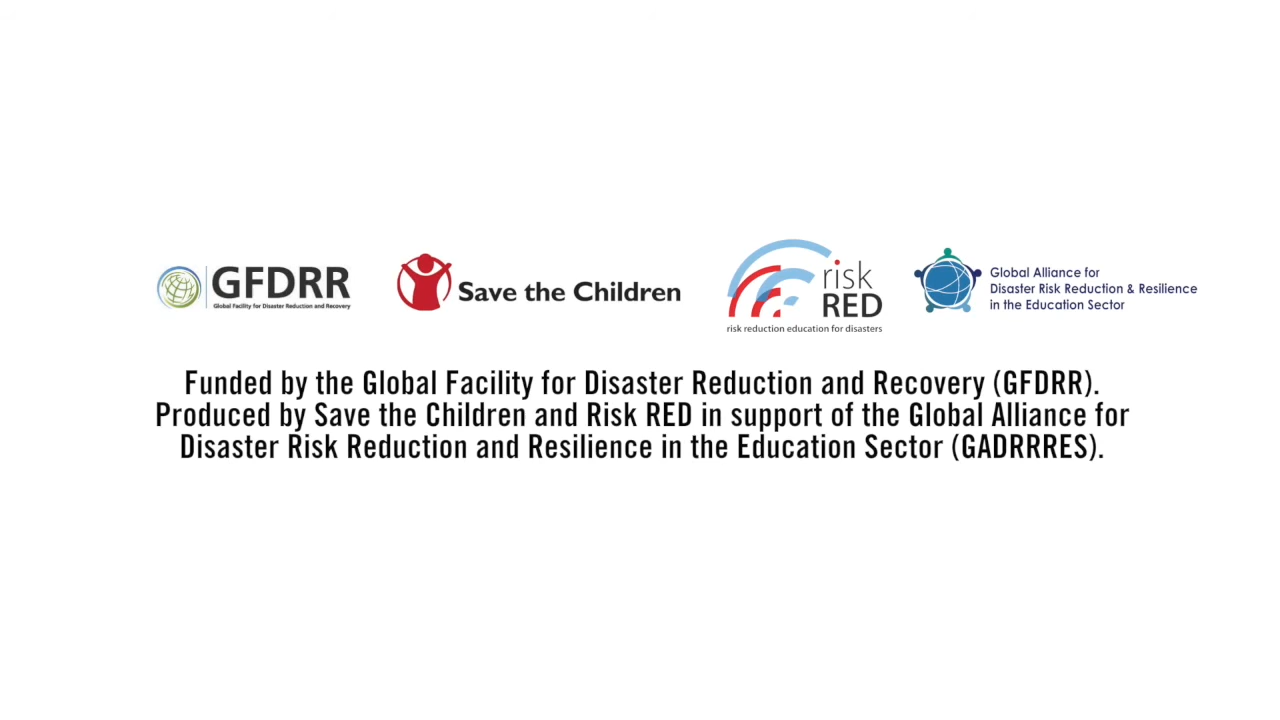 GFDRR
Global Facility for Disaster Reduction and Recovery
Save the Children
risk
RED
risk reduction education for disasters
Global Alliance for
Disaster Risk Reduction & Resilience
in the Education Sector
Funded by the Global Facility for Disaster Reduction and Recovery (GFDRR).
Produced by Save the Children and Risk RED in support of the Global Alliance for
Disaster Risk Reduction and Resilience in the Education Sector (GADRRRES).